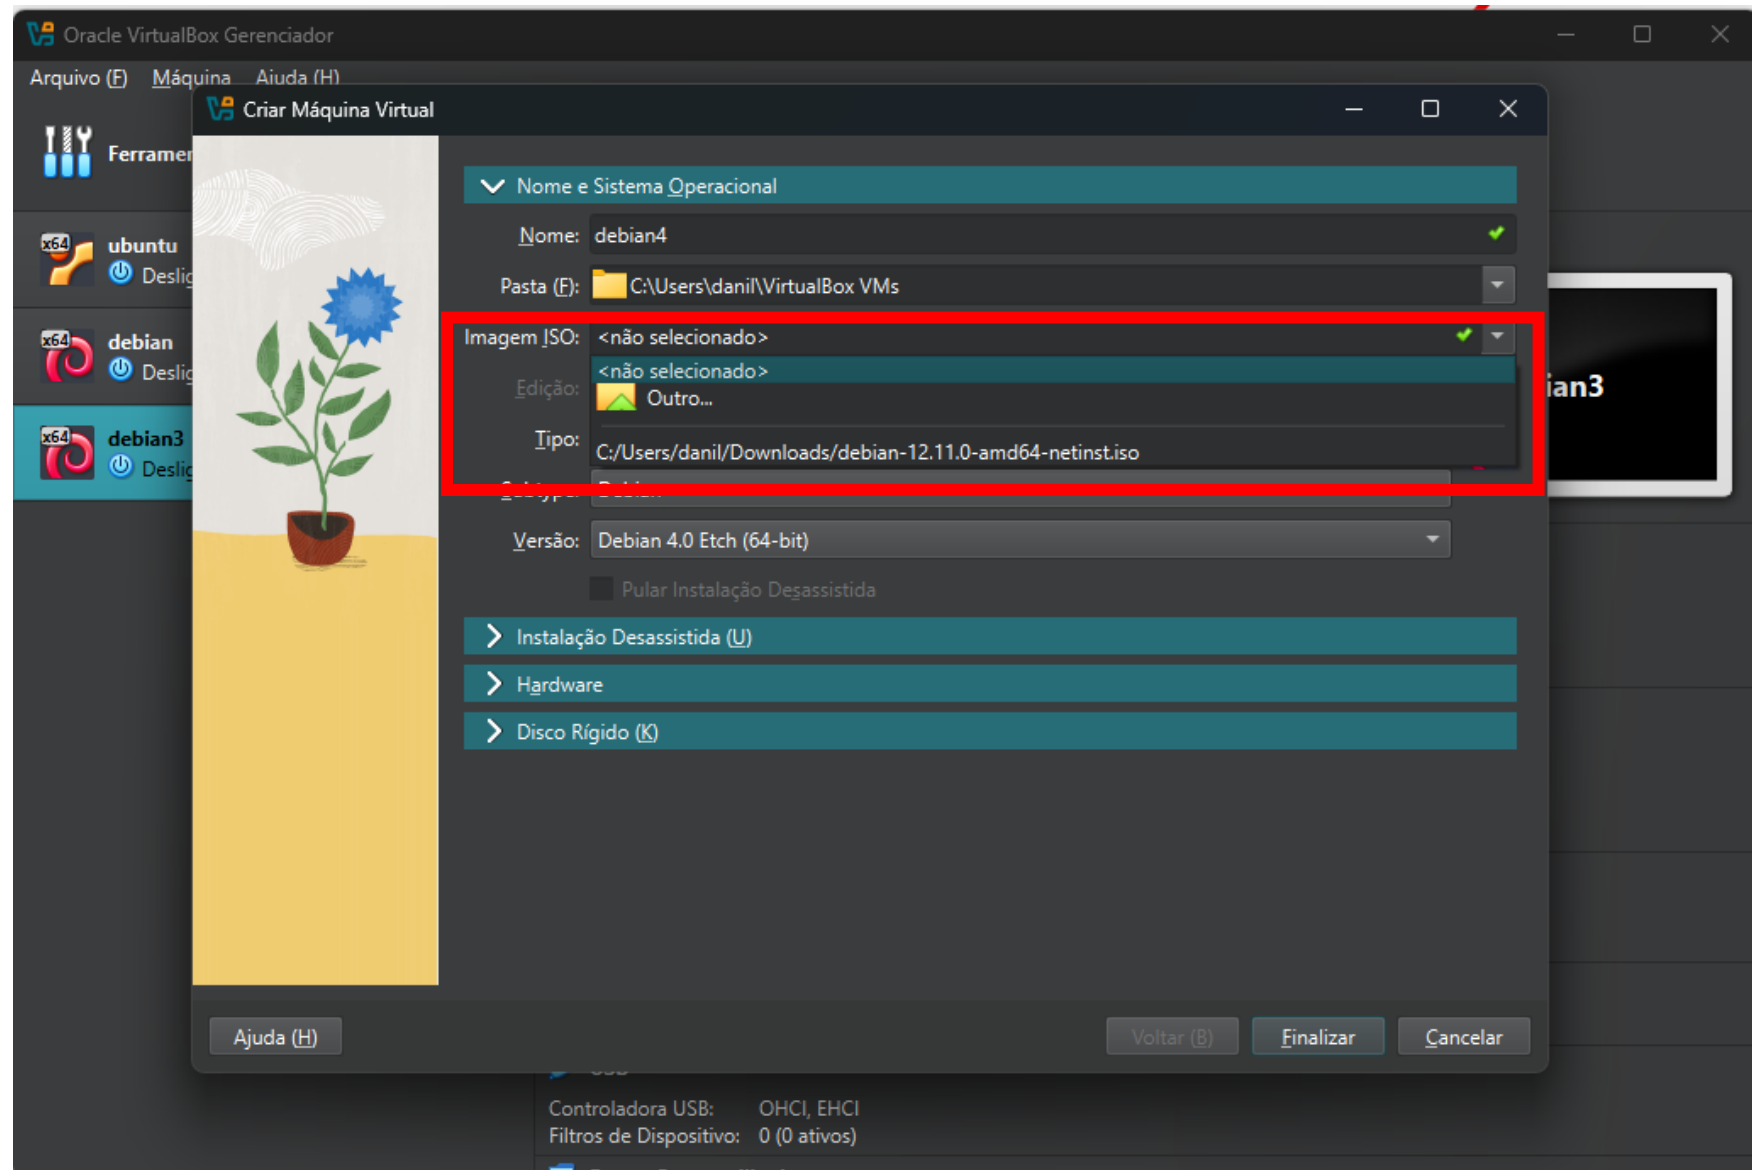 Oracle VirtualBox Gerenciador
Arquivo (F) Máquina Ajuda (H)
Criar Máquina Virtual
Nome e Sistema Operacional
Nome: debian4
Pasta (F): C:\Users\danil\VirtualBox VMs
Imagem ISO: <não selecionado>
<não selecionado>
Edição: Outro...
Tipo: C:/Users/danil/Downloads/debian-12.11.0-amd64-netinst.iso
Versão: Debian 4.0 Etch (64-bit)
Pular Instalação Desassistida
Instalação Desassistida (U)
Hardware
Disco Rígido (K)
x64 ubuntu
x64 debian
x64 debian3
Ajuda (H) Voltar (B) Finalizar Cancelar
Controladora USB: OHCI, EHCI
Filtros de Dispositivo: 0 (0 ativos)